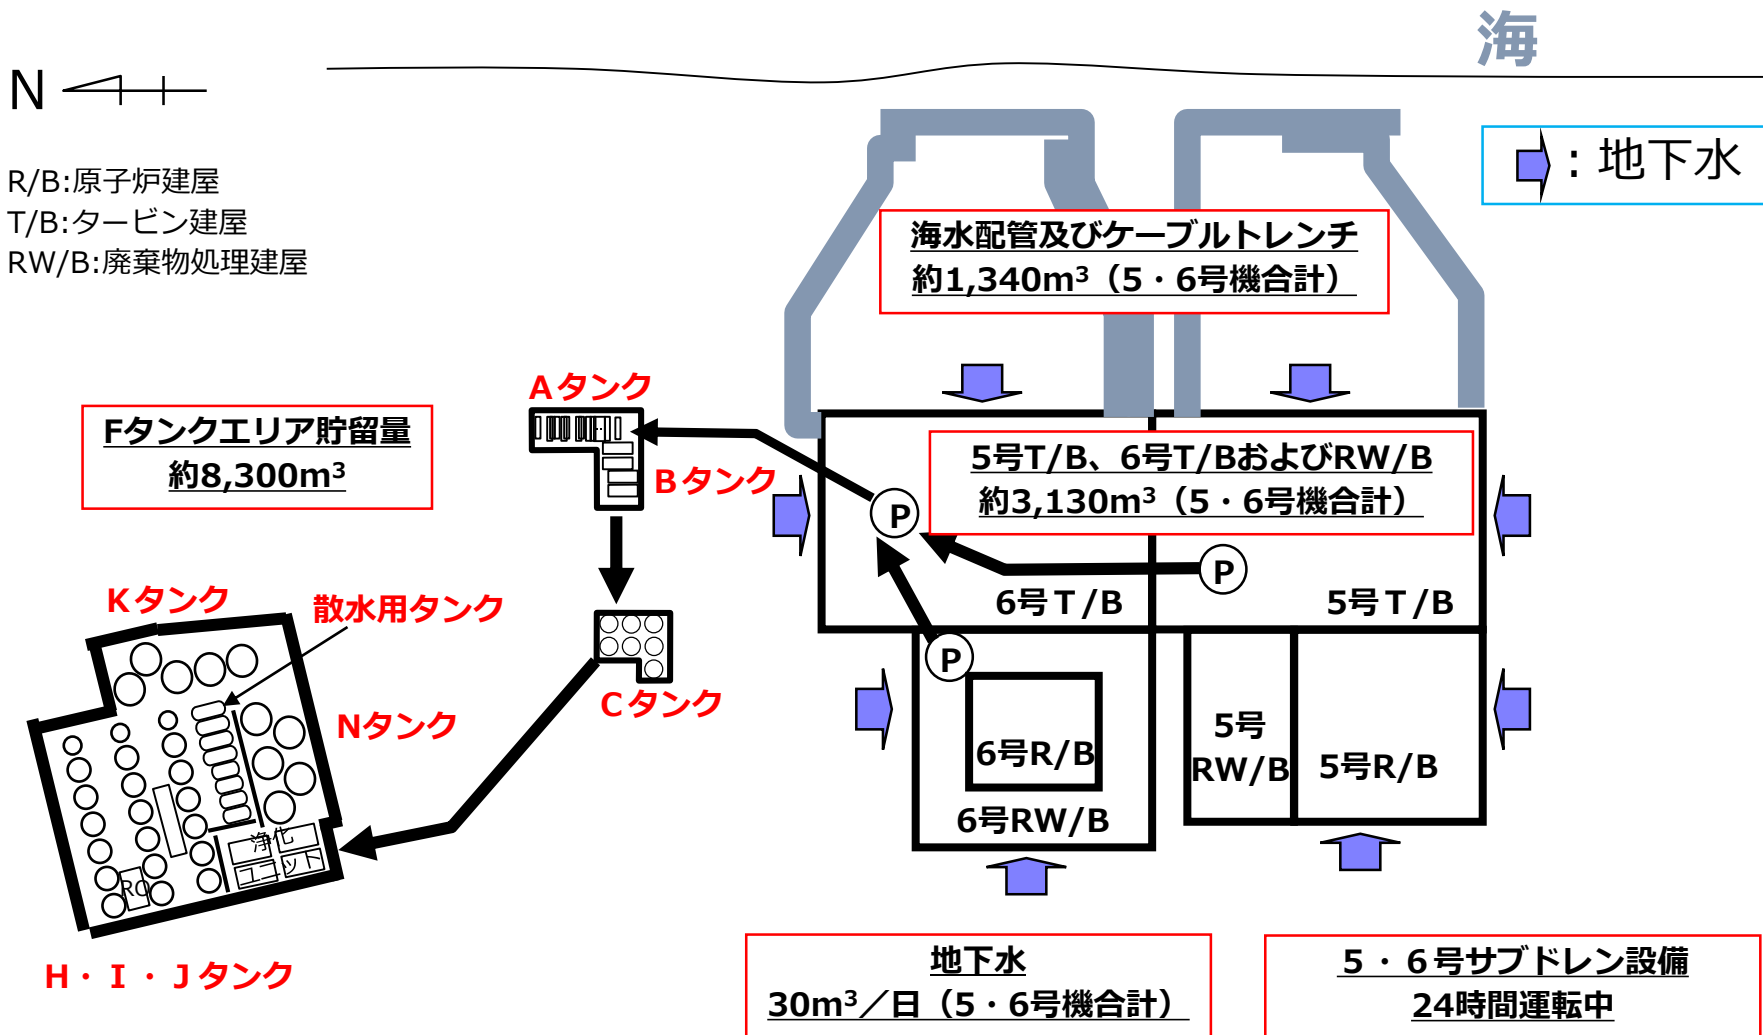 海
N
R/B:原子炉建屋
T/B:タービン建屋
RW/B:廃棄物処理建屋
：地下水
海水配管及びケーブルトレンチ
約1,340m³（5・6号機合計）
Aタンク
Fタンクエリア貯留量
約8,300m³
Bタンク
5号T/B、6号T/BおよびRW/B
約3,130m³（5・6号機合計）
P
P
6号T/B
5号T/B
Kタンク
散水用タンク
P
Cタンク
Nタンク
6号R/B
5号
RW/B
5号R/B
6号RW/B
浄化
ユニット
RO
H・I・Jタンク
地下水
30m³／日（5・6号機合計）
5・6号サブドレン設備
24時間運転中